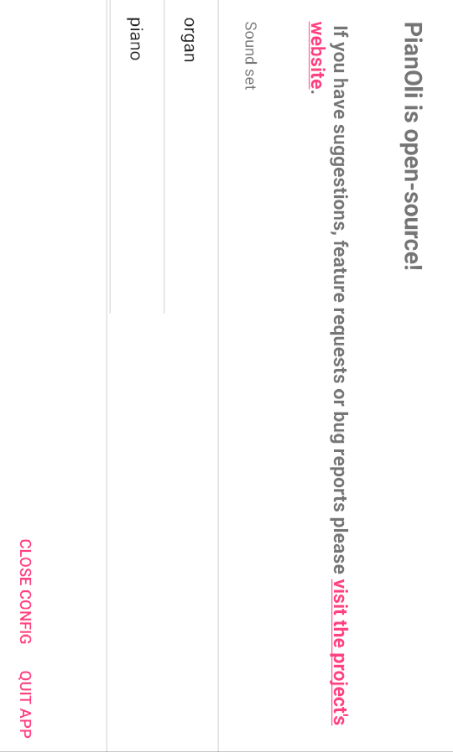 PianOli is open-source!
If you have suggestions, feature requests or bug reports please visit the project's
website.
Sound set
organ
piano
CLOSE CONFIG
QUIT APP